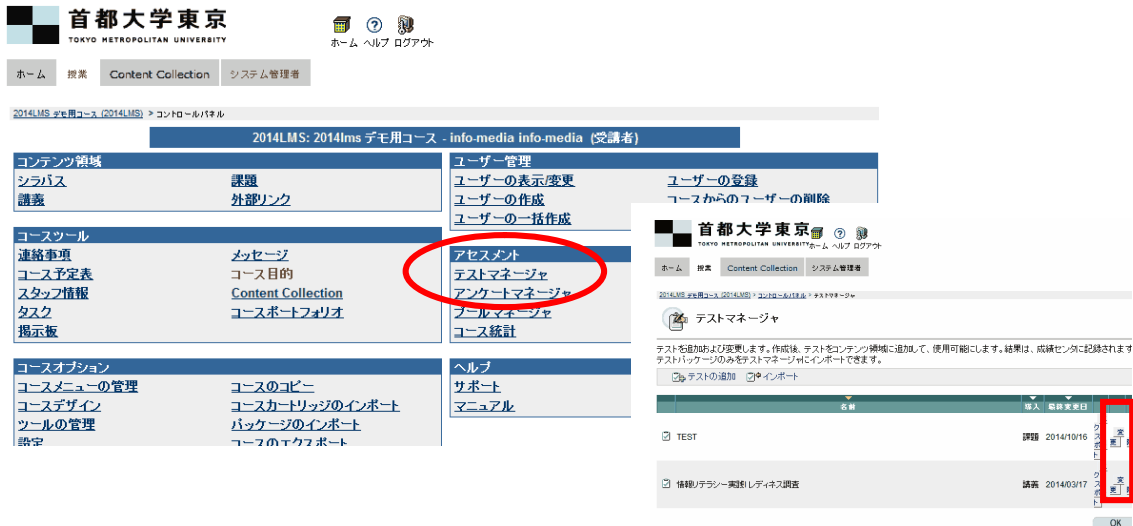 首都大学東京
TOKYO METROPOLITAN UNIVERSITY
ホーム ヘルプ ログアウト
ホーム 授業 Content Collection システム管理者
2014LMS デモ用コース (2014LMS) > コントロールパネル
2014LMS: 2014lms デモ用コース - info-media info-media (受講者)
コンテンツ領域
シラバス 課題
講義 外部リンク
コースツール
連絡事項 メッセージ
コース予定表 コース目的
スタッフ情報 Content Collection
タスク コースポートフォリオ
掲示板
コースオプション
コースメニューの管理 コースのコピー
コースデザイン コースカートリッジのインポート
ツールの管理 パッケージのインポート
設定 コースのエクスポート
ユーザー管理
ユーザーの表示/変更 ユーザーの登録
ユーザーの作成 コースからのユーザーの削除
ユーザーの一括作成
アセスメント
テストマネージャ
アンケートマネージャ
プールマネージャ
コース統計
ヘルプ
サポート
マニュアル
首都大学東京
TOKYO METROPOLITAN UNIVERSITY
ホーム ヘルプ ログアウト
ホーム 授業 Content Collection システム管理者
2014LMS デモ用コース (2014LMS) > コントロールパネル > テストマネージャ
テストマネージャ
テストを追加および変更します。作成後、テストをコンテンツ領域に追加して、使用可能にします。結果は、成績センタに記録されます
テストパッケージのみをテストマネージャにインポートできます。
テストの追加 インポート
名前 導入 最終変更日
TEST 課題 2014/10/16 変更
情報リテラシー実践I レディネス調査 講義 2014/03/17 変更
OK